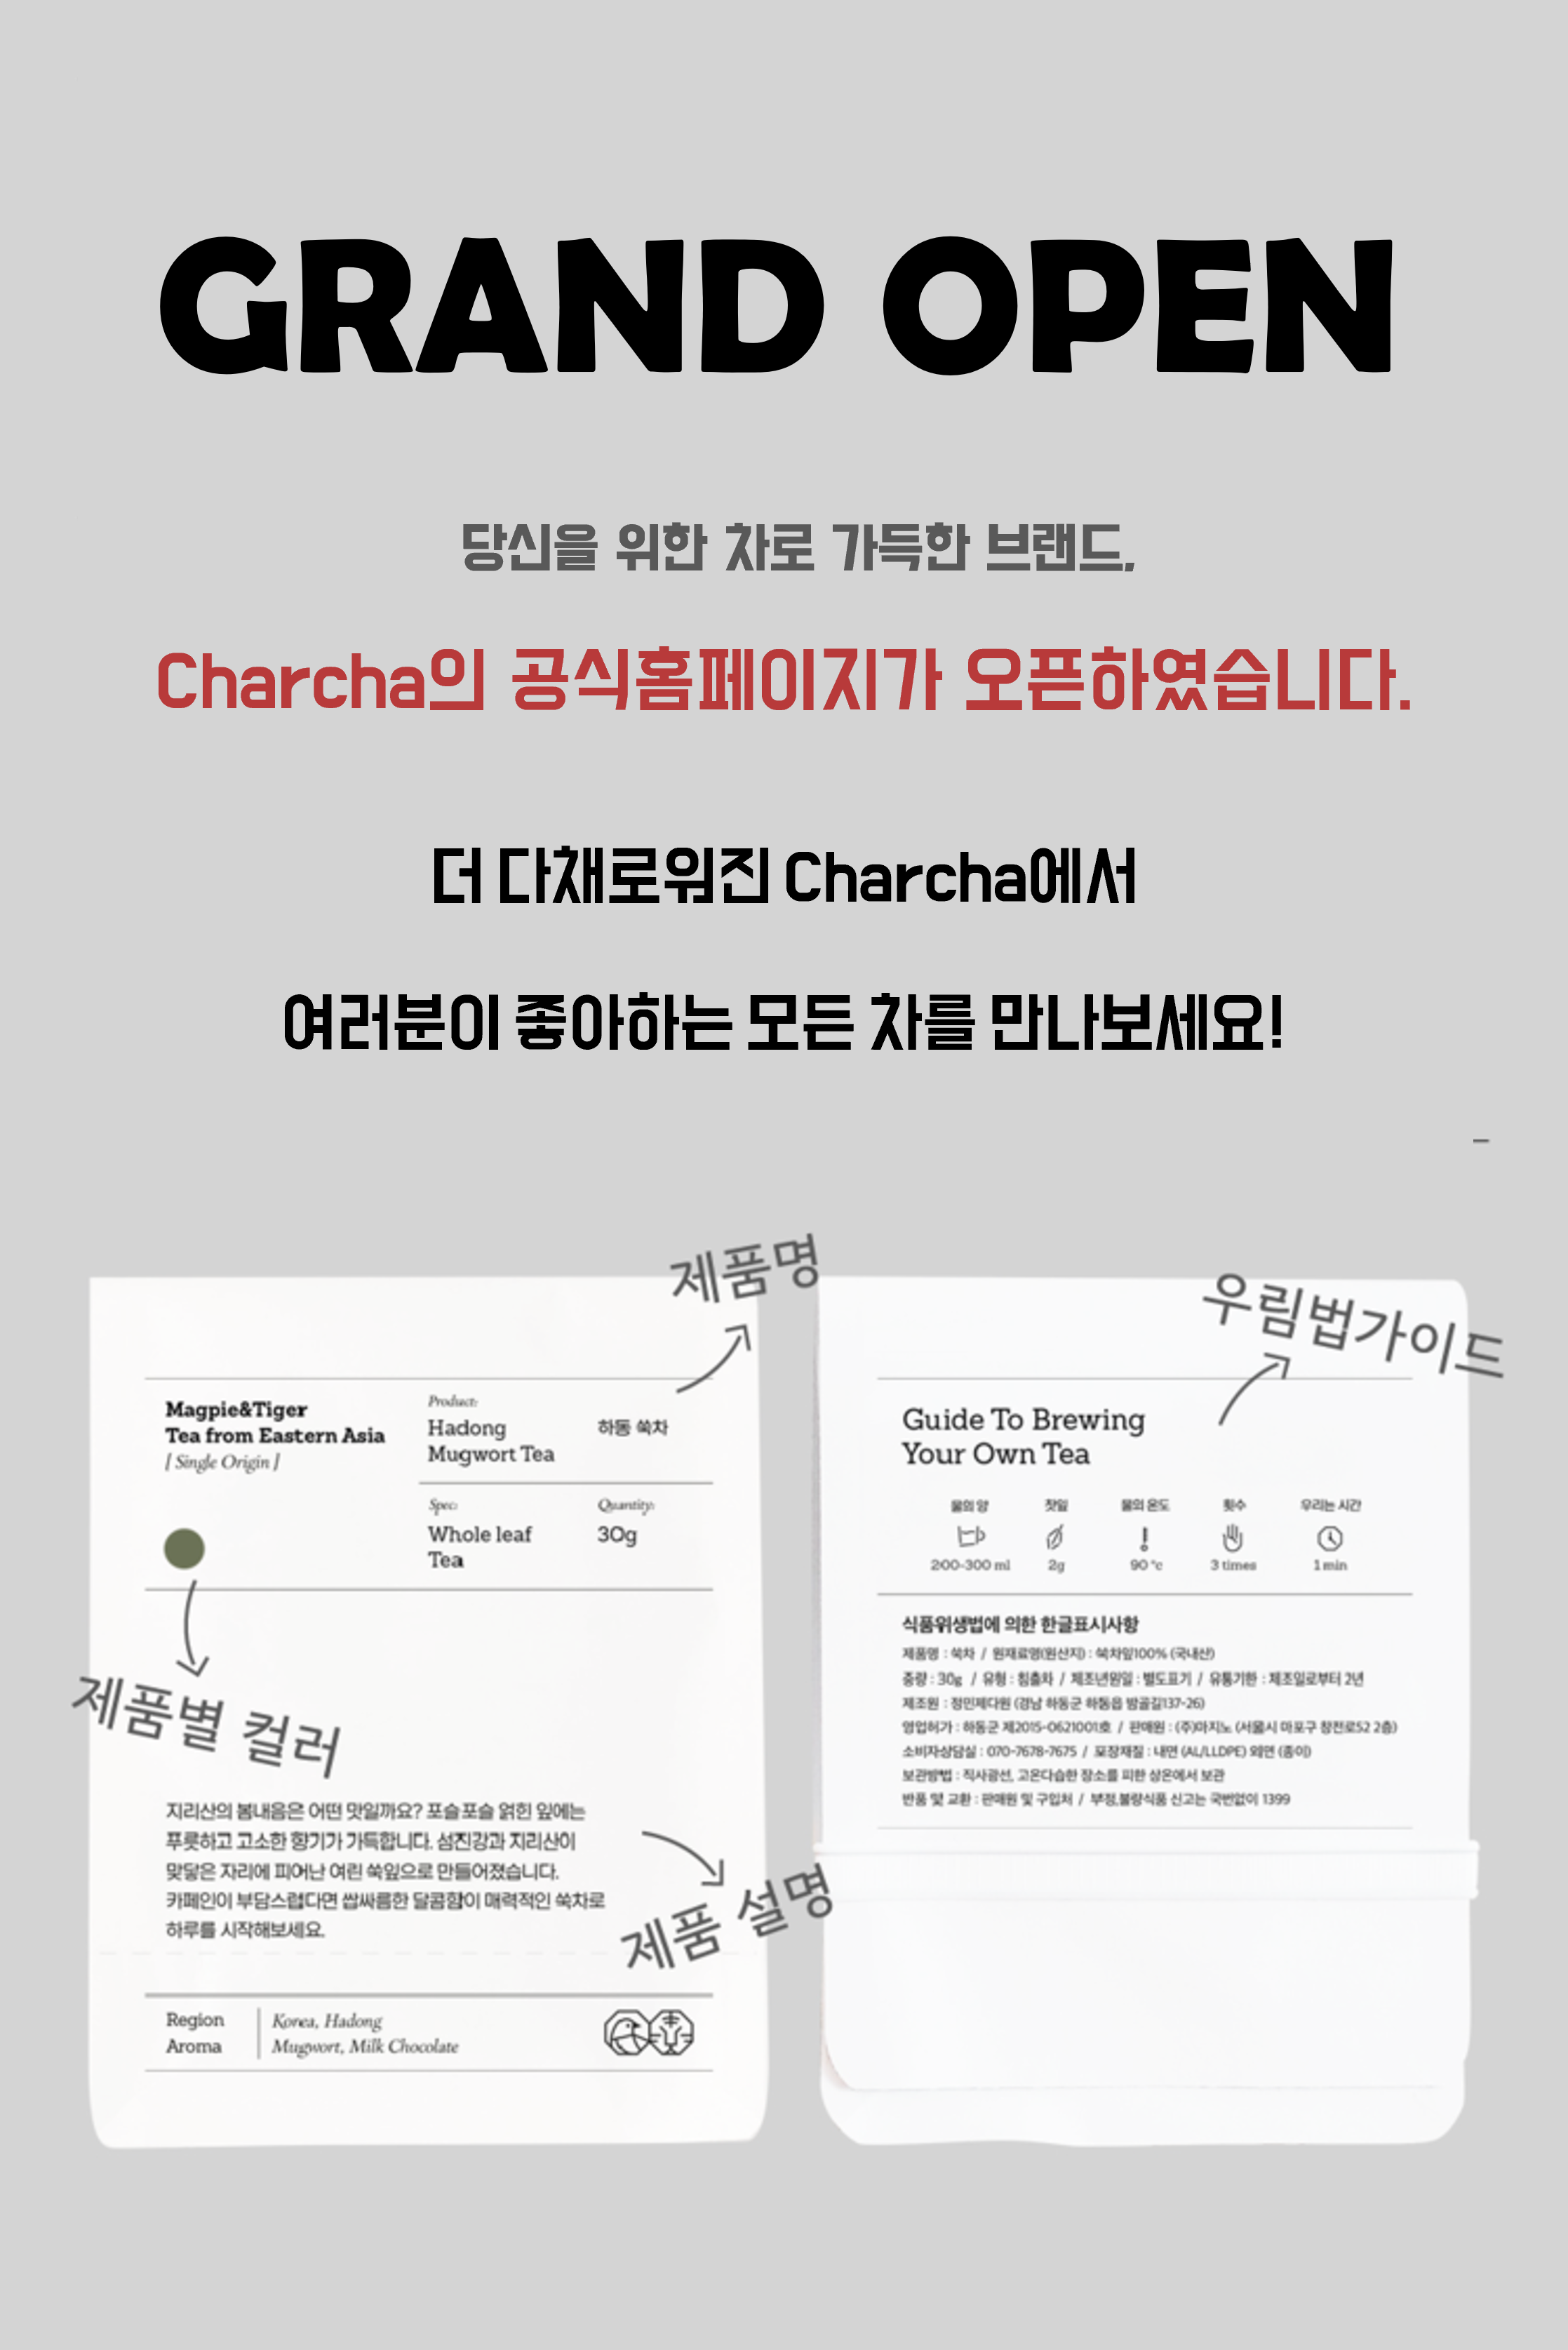 GRAND OPEN
당신을 위한 차로 가득한 브랜드,
Charcha의 공식홈페이지가 오픈하였습니다.
더 다채로워진 Charcha에서
여러분이 좋아하는 모든 차를 만나보세요!
제품명
Magpie&Tiger
Tea from Eastern Asia
[ Single Origin ]
Product:
Hadong
Mugwort Tea
하동 쑥차
Spec:
Whole leaf
Tea
Quantity:
30g
제품별 컬러
지리산의 봄내음은 어떤 맛일까요? 포슬포슬 얽힌 잎에는
푸릇하고 고소한 향기가 가득합니다. 섬진강과 지리산이
맞닿은 자리에 피어난 여린 쑥잎으로 만들어졌습니다.
카페인이 부담스럽다면 쌉싸름한 달콤함이 매력적인 쑥차로
하루를 시작해보세요.
제품 설명
Region
Korea, Hadong
Aroma
Mugwort, Milk Chocolate
우림법가이드
Guide To Brewing
Your Own Tea
물의 양 찻잎 물의 온도 횟수 우리는 시간
200-300 ml 2g 90 °c 3 times 1 min
식품위생법에 의한 한글표시사항
제품명 : 쑥차 / 원재료명(원산지) : 쑥차잎100% (국내산)
중량 : 30g / 유형 : 침출차 / 제조년월일 : 별도표기 / 유통기한 : 제조일로부터 2년
제조원 : 정민제다원 (경남 하동군 하동읍 밤골길137-26)
영업허가 : 하동군 제2015-0621001호 / 판매원 : (주)마지노 (서울시 마포구 창전로52 2층)
소비자상담실 : 070-7678-7675 / 포장재질 : 내면 (AL/LLDPE) 외면 (종이)
보관방법 : 직사광선, 고온다습한 장소를 피한 상온에서 보관
반품 및 교환 : 판매원 및 구입처 / 부정,불량식품 신고는 국번없이 1399